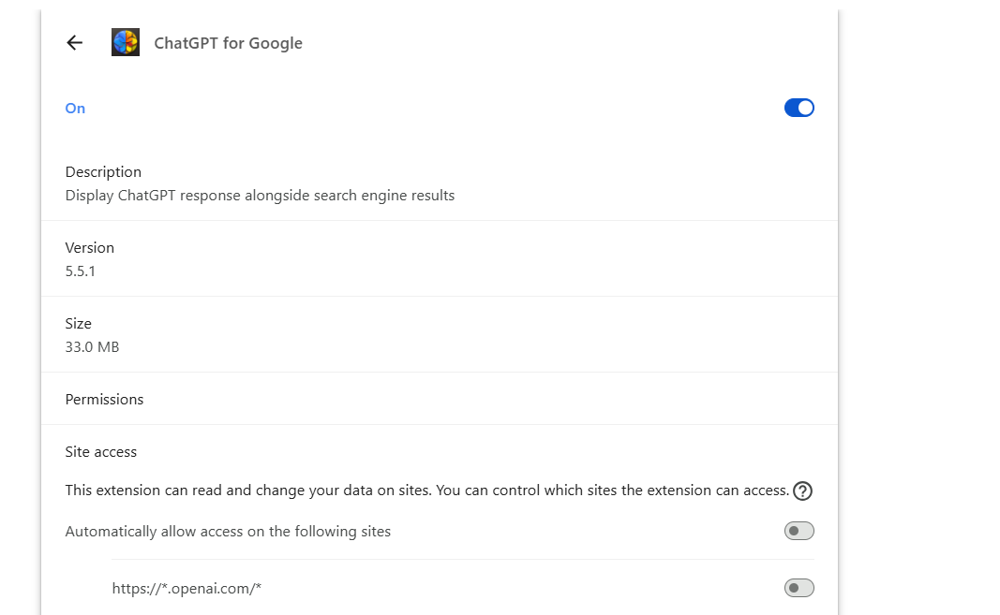 ChatGPT for Google
On
Description
Display ChatGPT response alongside search engine results
Version
5.5.1
Size
33.0 MB
Permissions
Site access
This extension can read and change your data on sites. You can control which sites the extension can access.
Automatically allow access on the following sites
https://*.openai.com/*